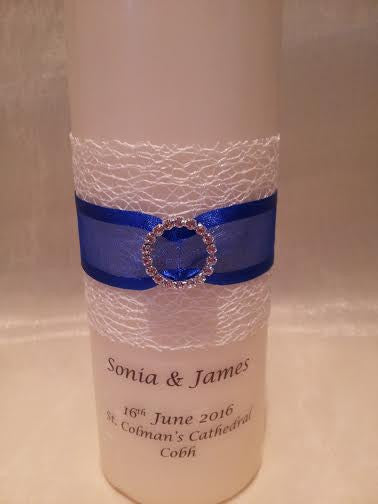 Sonia & James
16th June 2016
St. Colman's Cathedral
Cobh